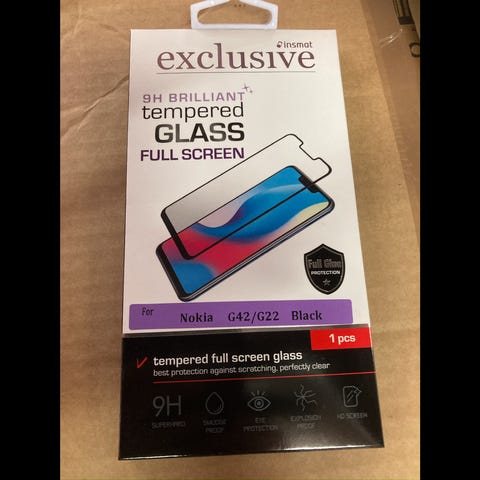 insmat
exclusive
9H BRILLIANT
tempered
GLASS
FULL SCREEN
Full Glue
PROTECTION
For Nokia G42/G22 Black
1 pcs
tempered full screen glass
best protection against scratching, perfectly clear
9H
SUPERHARD
SMUDGE
PROOF
EYE
PROTECTION
EXPLOSION
PROOF
HD SCREEN